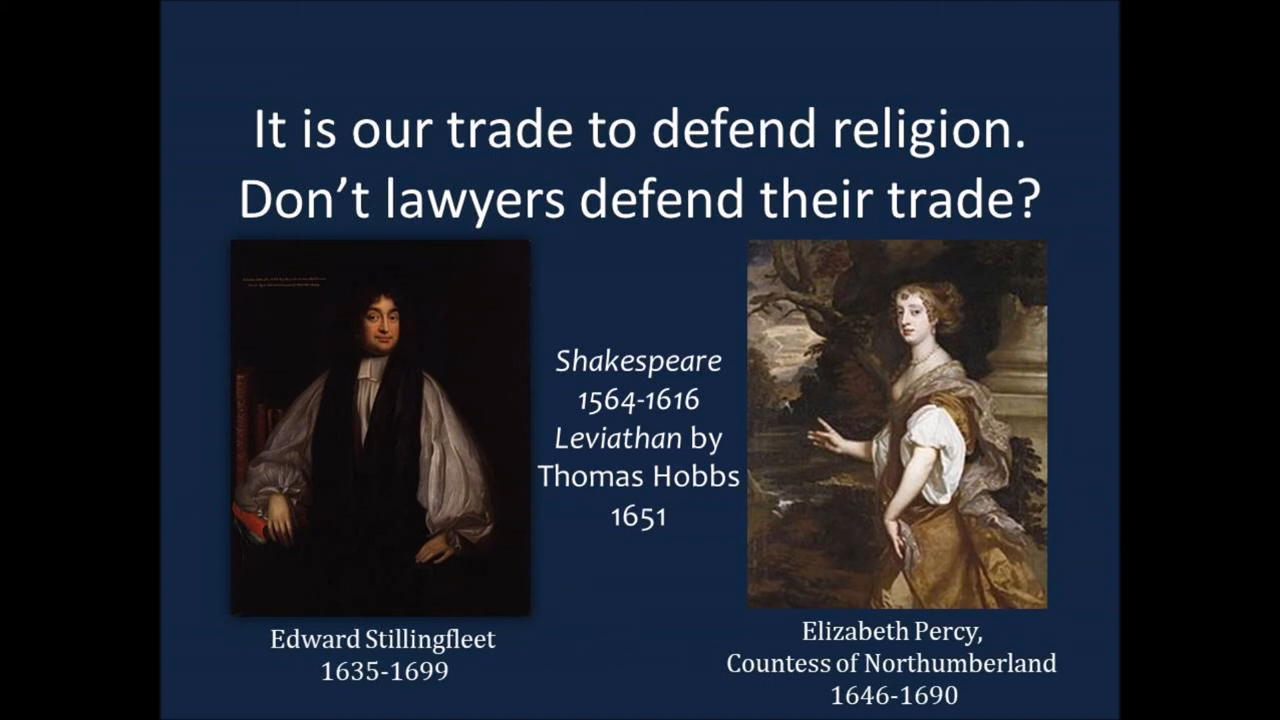 It is our trade to defend religion.
Don't lawyers defend their trade?
Shakespeare
1564-1616
Leviathan by
Thomas Hobbs
1651
Edward Stillingfleet
1635-1699
Elizabeth Percy,
Countess of Northumberland
1646-1690